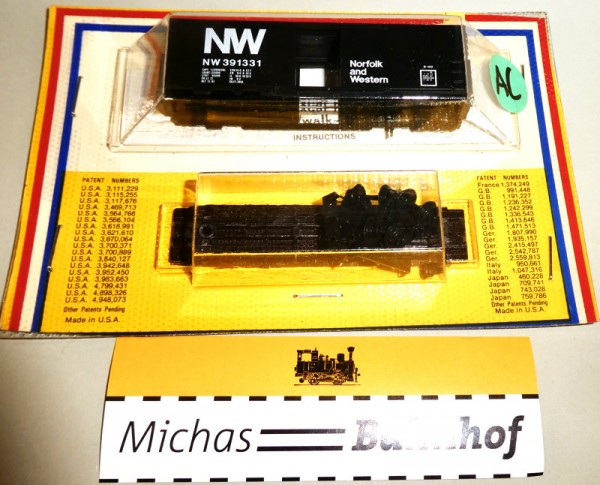 NW
NW 391331
Norfolk
and
Western
AC
INSTRUCTIONS
PATENT NUMBERS
U.S.A. 3,111,229
U.S.A. 3,115,255
U.S.A. 3,117,676
U.S.A. 3,469,713
U.S.A. 3,564,766
U.S.A. 3,566,104
U.S.A. 3,618,991
U.S.A. 3,621,610
U.S.A. 3,670,064
U.S.A. 3,700,371
U.S.A. 3,700,889
U.S.A. 3,840,127
U.S.A. 3,942,648
U.S.A. 3,952,450
U.S.A. 3,963,663
U.S.A. 4,799,431
U.S.A. 4,898,326
U.S.A. 4,948,073
Other Patents Pending
Made in U.S.A.
PATENT NUMBERS
France 1,374,249
G.B. 991,448
G.B. 1,191,227
G.B. 1,236,352
G.B. 1,242,299
G.B. 1,336,543
G.B. 1,413,646
G.B. 1,471,513
Ger. 1,807,990
Ger. 1,935,157
Ger. 2,415,497
Ger. 2,542,787
Ger. 2,559,813
Italy 950,661
Italy 1,047,316
Japan 460,228
Japan 709,741
Japan 743,028
Japan 759,786
Other Patents Pending
Made in U.S.A.
Michas Bahnhof